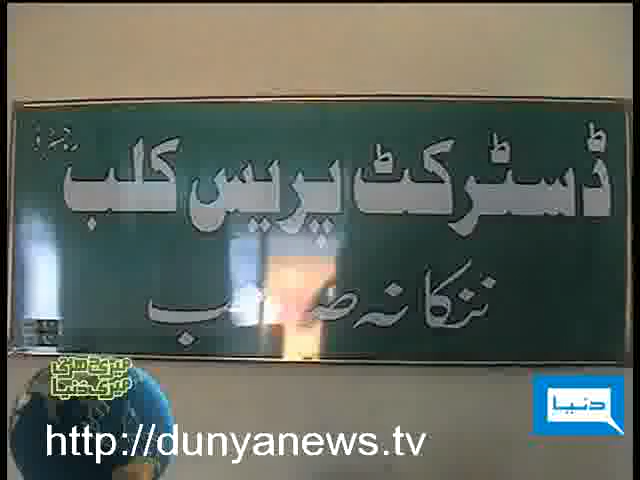 ڈسٹرکٹ پریس کلب
ننکانہ صاحب
دنیا
http://dunyanews.tv